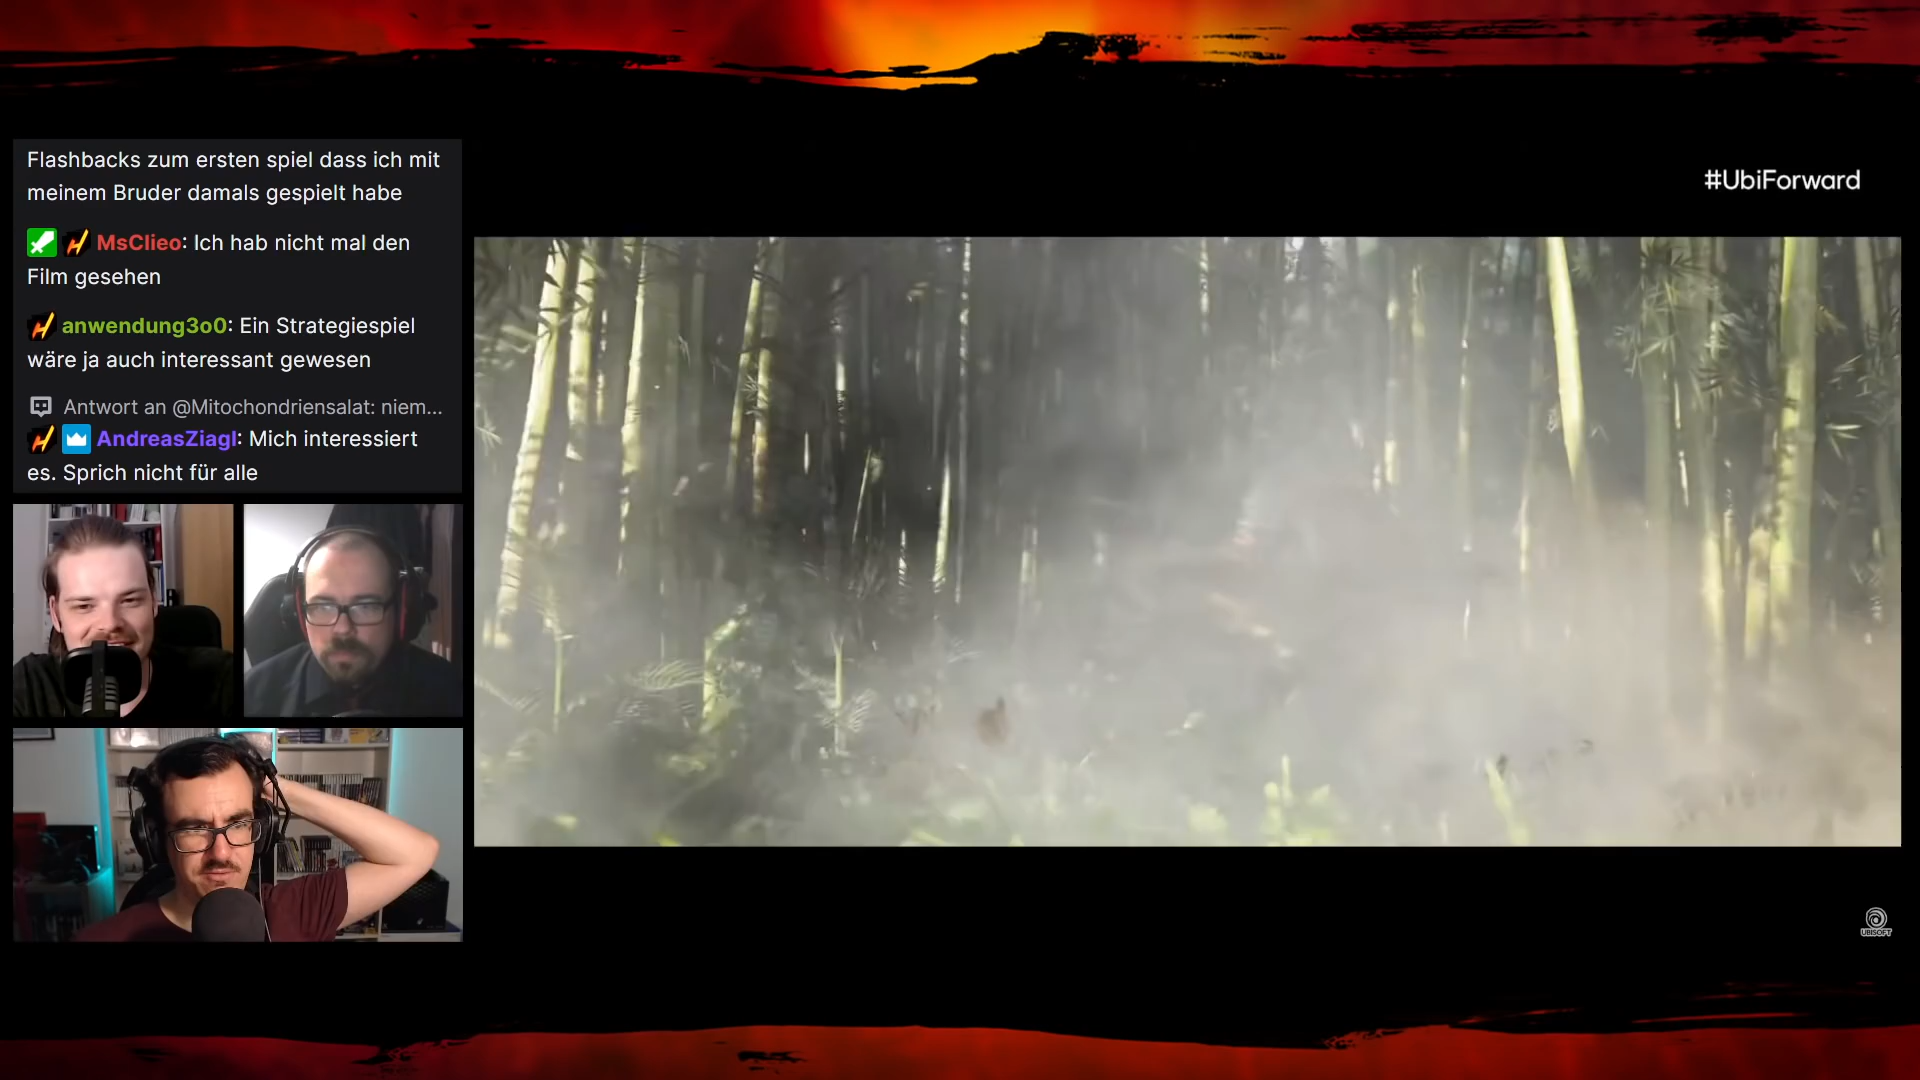 Flashbacks zum ersten spiel dass ich mit
meinem Bruder damals gespielt habe
MsClieo: Ich hab nicht mal den
Film gesehen
anwendung3o0: Ein Strategiespiel
wäre ja auch interessant gewesen
Antwort an @Mitochondriensalat: niem...
AndreasZiagl: Mich interessiert
es. Sprich nicht für alle
#UbiForward
UBISOFT